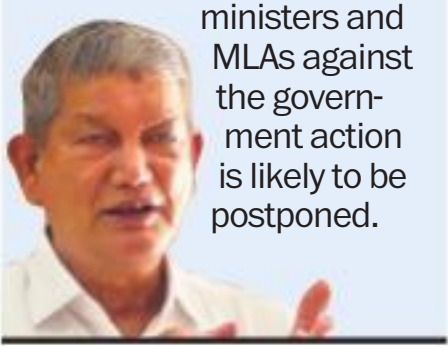 ministers and
MLAs against
the govern-
ment action
is likely to be
postponed.